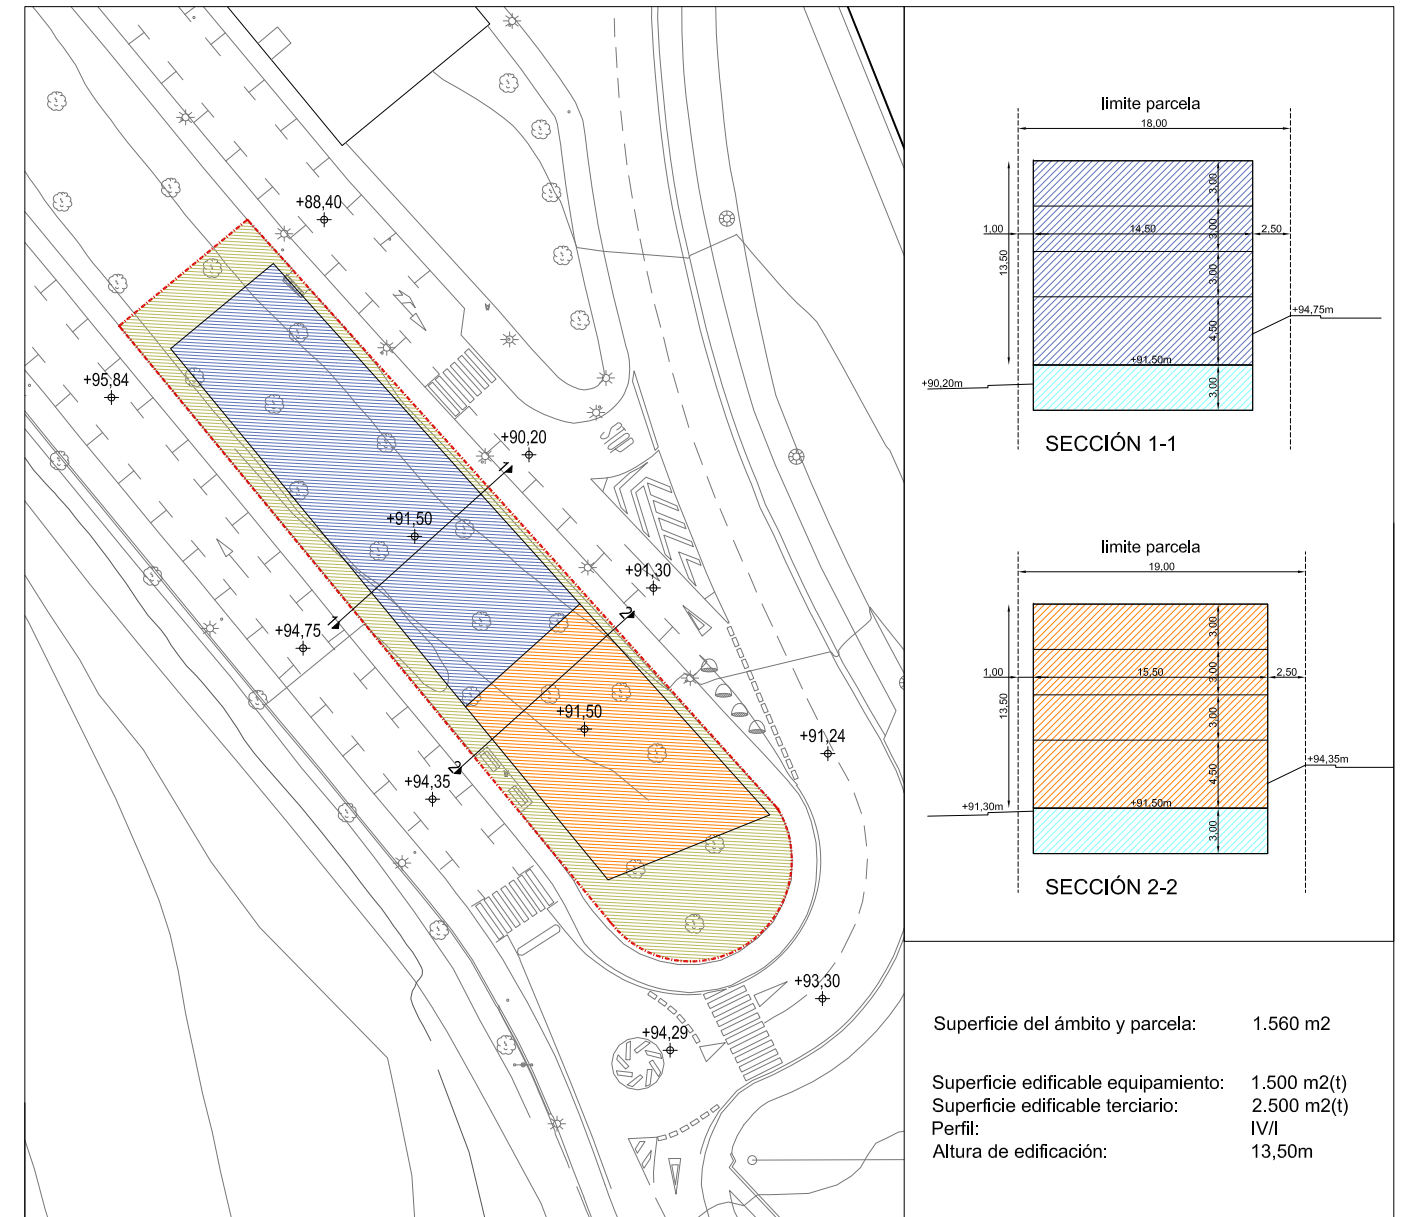 +88,40
+95,84
+90,20
1
+91,50
+91,30
2
1
+94,75
+91,50
+91,24
2
+94,35
+93,30
+94,29
limite parcela
18,00
3,00
1,00
14,50
3,00
2,50
13,50
3,00
+94,75m
4,50
+91,50m
+90,20m
3,00
SECCIÓN 1-1
limite parcela
19,00
3,00
1,00
15,50
3,00
2,50
13,50
3,00
+94,35m
4,50
+91,30m
+91,50m
3,00
SECCIÓN 2-2
Superficie del ámbito y parcela: 1.560 m2
Superficie edificable equipamiento: 1.500 m2(t)
Superficie edificable terciario: 2.500 m2(t)
Perfil: IV/I
Altura de edificación: 13,50m